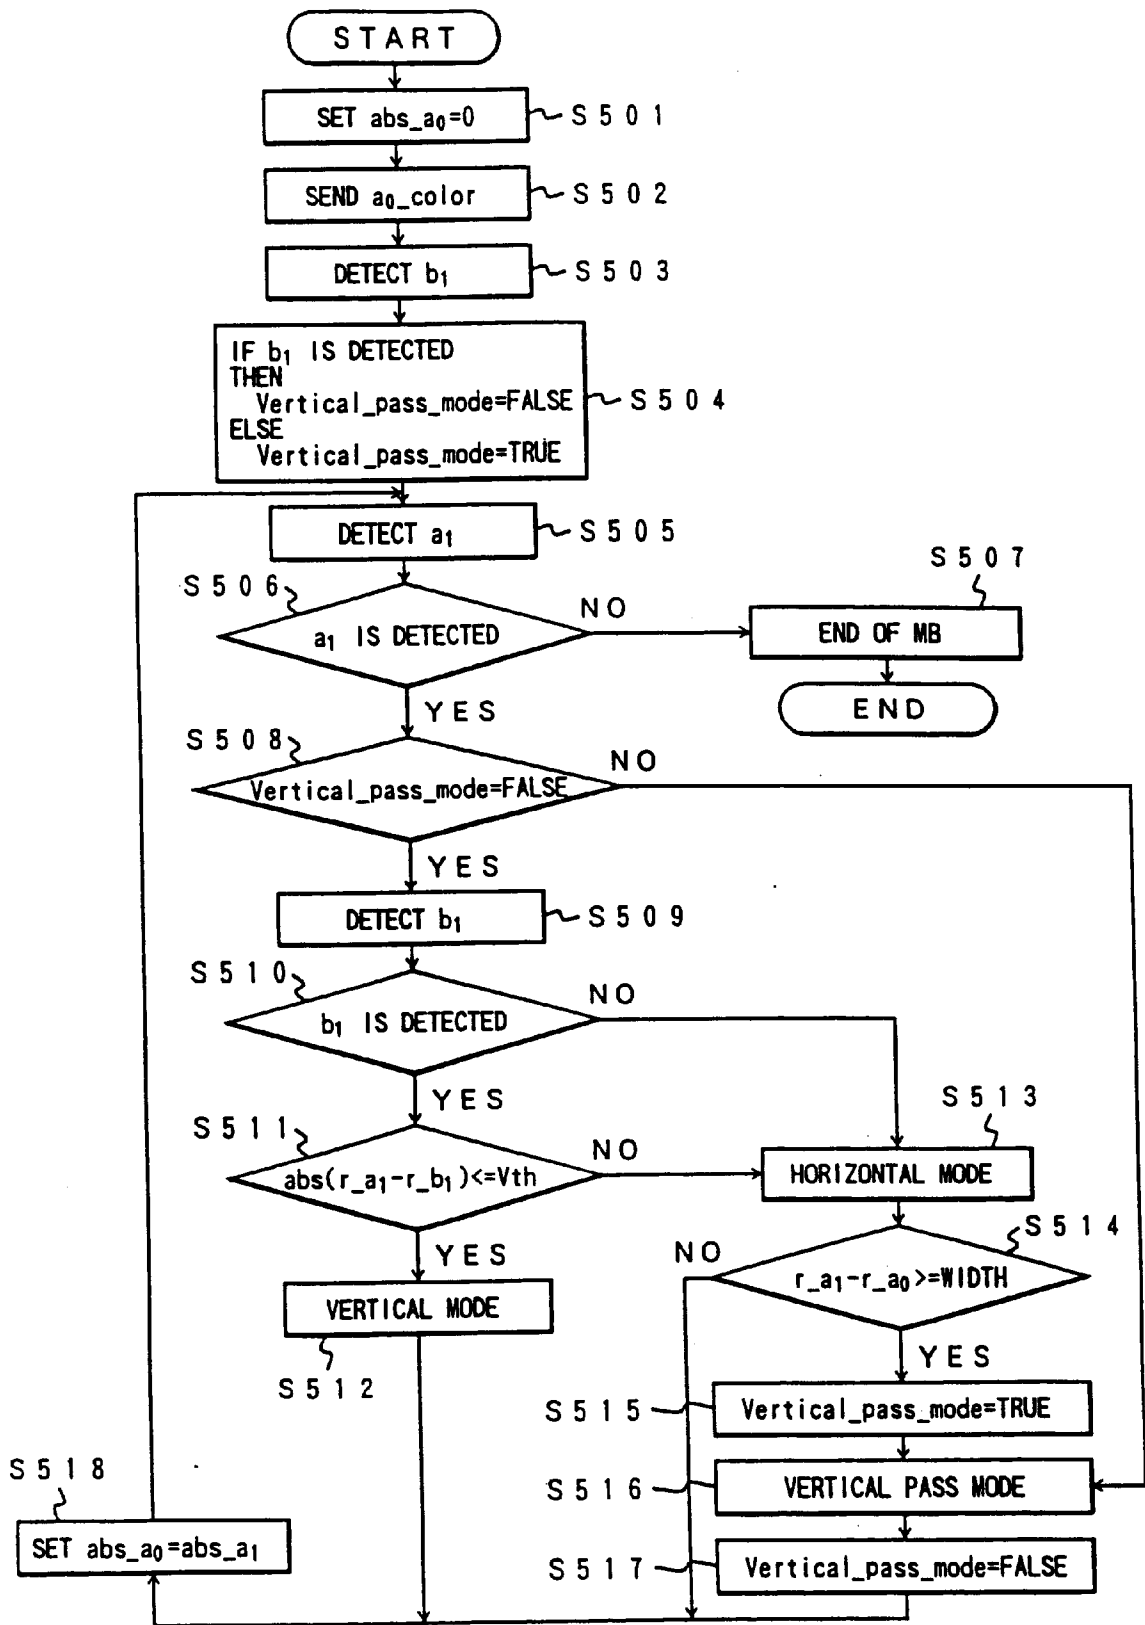 START
SET abs_a₀=0
S501
SEND a₀_color
S502
DETECT b₁
S503
IF b₁ IS DETECTED
THEN
Vertical_pass_mode=FALSE
ELSE
Vertical_pass_mode=TRUE
S504
DETECT a₁
S505
S506
a₁ IS DETECTED
NO
S507
END OF MB
END
YES
S508
Vertical_pass_mode=FALSE
NO
YES
DETECT b₁
S509
S510
b₁ IS DETECTED
NO
YES
S511
abs(r_a₁-r_b₁)<=Vth
NO
S513
HORIZONTAL MODE
YES
VERTICAL MODE
S512
S514
NO
r_a₁-r_a₀>=WIDTH
YES
S515
Vertical_pass_mode=TRUE
S516
VERTICAL PASS MODE
S517
Vertical_pass_mode=FALSE
S518
SET abs_a₀=abs_a₁